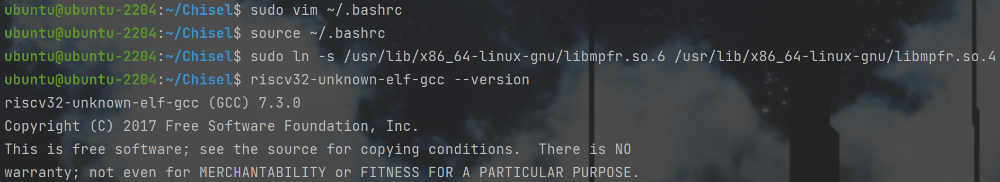 ubuntu@ubuntu-2204:~/Chisel$ sudo vim ~/.bashrc
ubuntu@ubuntu-2204:~/Chisel$ source ~/.bashrc
ubuntu@ubuntu-2204:~/Chisel$ sudo ln -s /usr/lib/x86_64-linux-gnu/libmpfr.so.6 /usr/lib/x86_64-linux-gnu/libmpfr.so.4
ubuntu@ubuntu-2204:~/Chisel$ riscv32-unknown-elf-gcc --version
riscv32-unknown-elf-gcc (GCC) 7.3.0
Copyright (C) 2017 Free Software Foundation, Inc.
This is free software; see the source for copying conditions.  There is NO
warranty; not even for MERCHANTABILITY or FITNESS FOR A PARTICULAR PURPOSE.